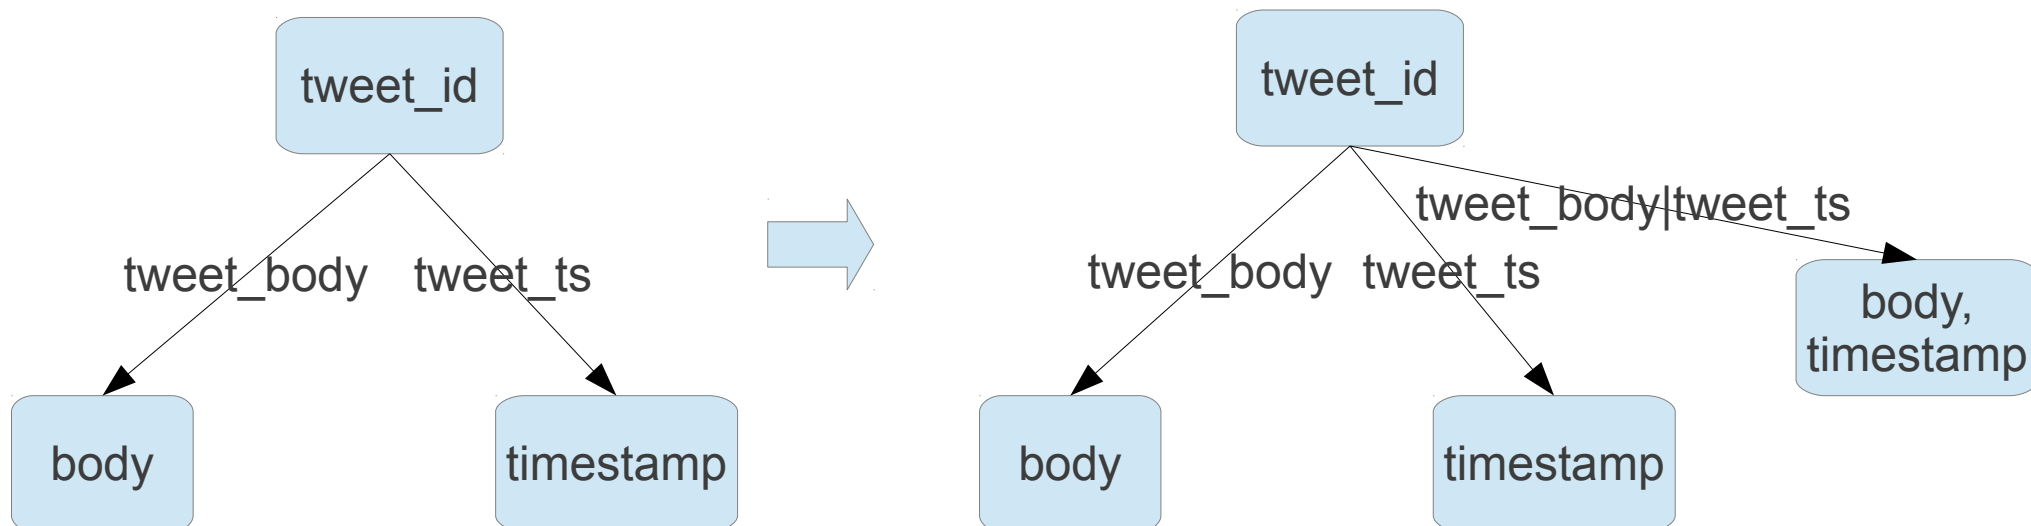 tweet_id
tweet_body
tweet_ts
body
timestamp
tweet_id
tweet_body|tweet_ts
tweet_body
tweet_ts
body,
timestamp
body
timestamp